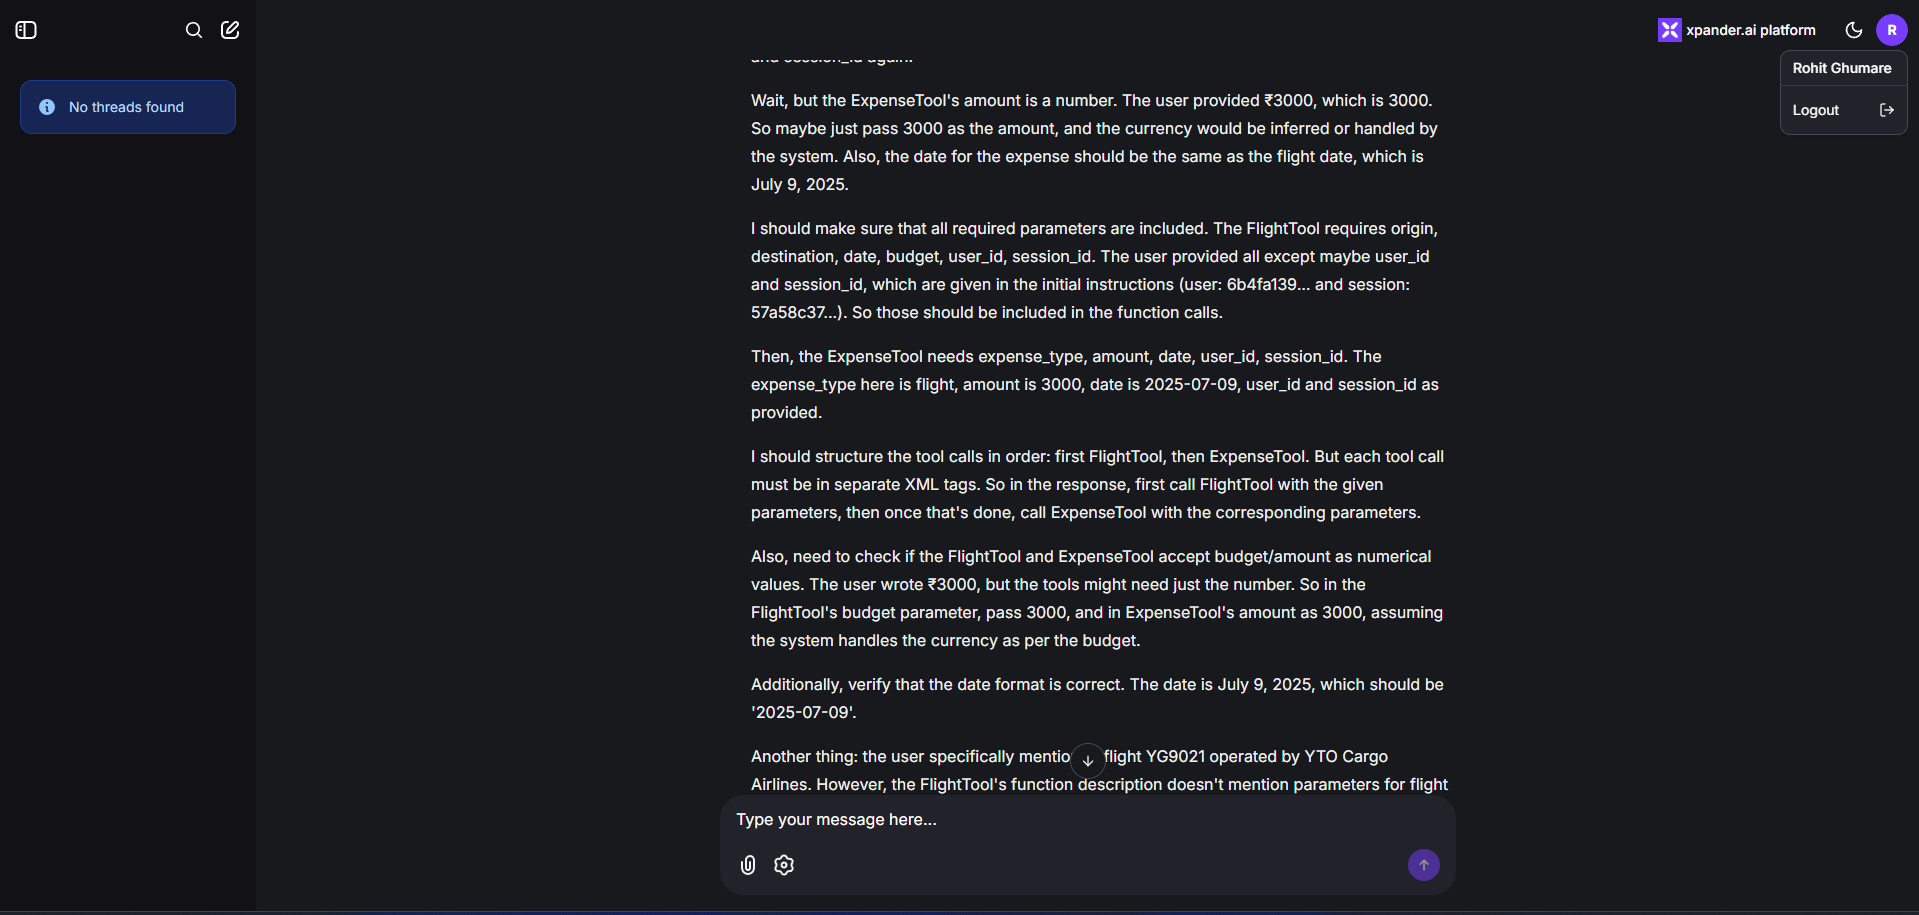 xpander.ai platform
R
Rohit Ghumare
Logout
No threads found
and session_id again.
Wait, but the ExpenseTool's amount is a number. The user provided ₹3000, which is 3000.
So maybe just pass 3000 as the amount, and the currency would be inferred or handled by
the system. Also, the date for the expense should be the same as the flight date, which is
July 9, 2025.
I should make sure that all required parameters are included. The FlightTool requires origin,
destination, date, budget, user_id, session_id. The user provided all except maybe user_id
and session_id, which are given in the initial instructions (user: 6b4fa139... and session:
57a58c37...). So those should be included in the function calls.
Then, the ExpenseTool needs expense_type, amount, date, user_id, session_id. The
expense_type here is flight, amount is 3000, date is 2025-07-09, user_id and session_id as
provided.
I should structure the tool calls in order: first FlightTool, then ExpenseTool. But each tool call
must be in separate XML tags. So in the response, first call FlightTool with the given
parameters, then once that's done, call ExpenseTool with the corresponding parameters.
Also, need to check if the FlightTool and ExpenseTool accept budget/amount as numerical
values. The user wrote ₹3000, but the tools might need just the number. So in the
FlightTool's budget parameter, pass 3000, and in ExpenseTool's amount as 3000, assuming
the system handles the currency as per the budget.
Additionally, verify that the date format is correct. The date is July 9, 2025, which should be
'2025-07-09'.
Another thing: the user specifically mentio flight YG9021 operated by YTO Cargo
Airlines. However, the FlightTool's function description doesn't mention parameters for flight
Type your message here...